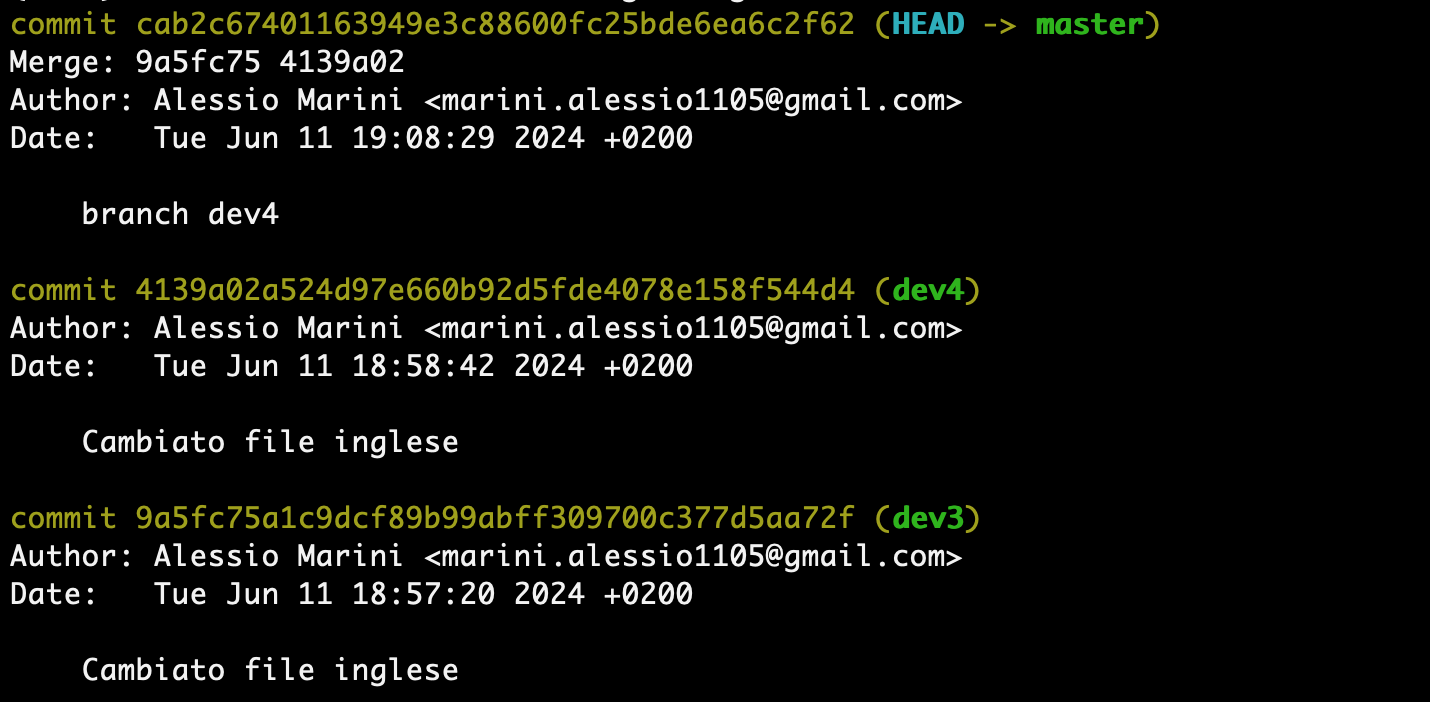 commit cab2c67401163949e3c88600fc25bde6ea6c2f62 (HEAD -> master)
Merge: 9a5fc75 4139a02
Author: Alessio Marini <marini.alessio1105@gmail.com>
Date:   Tue Jun 11 19:08:29 2024 +0200
branch dev4
commit 4139a02a524d97e660b92d5fde4078e158f544d4 (dev4)
Author: Alessio Marini <marini.alessio1105@gmail.com>
Date:   Tue Jun 11 18:58:42 2024 +0200
Cambiato file inglese
commit 9a5fc75a1c9dcf89b99abff309700c377d5aa72f (dev3)
Author: Alessio Marini <marini.alessio1105@gmail.com>
Date:   Tue Jun 11 18:57:20 2024 +0200
Cambiato file inglese